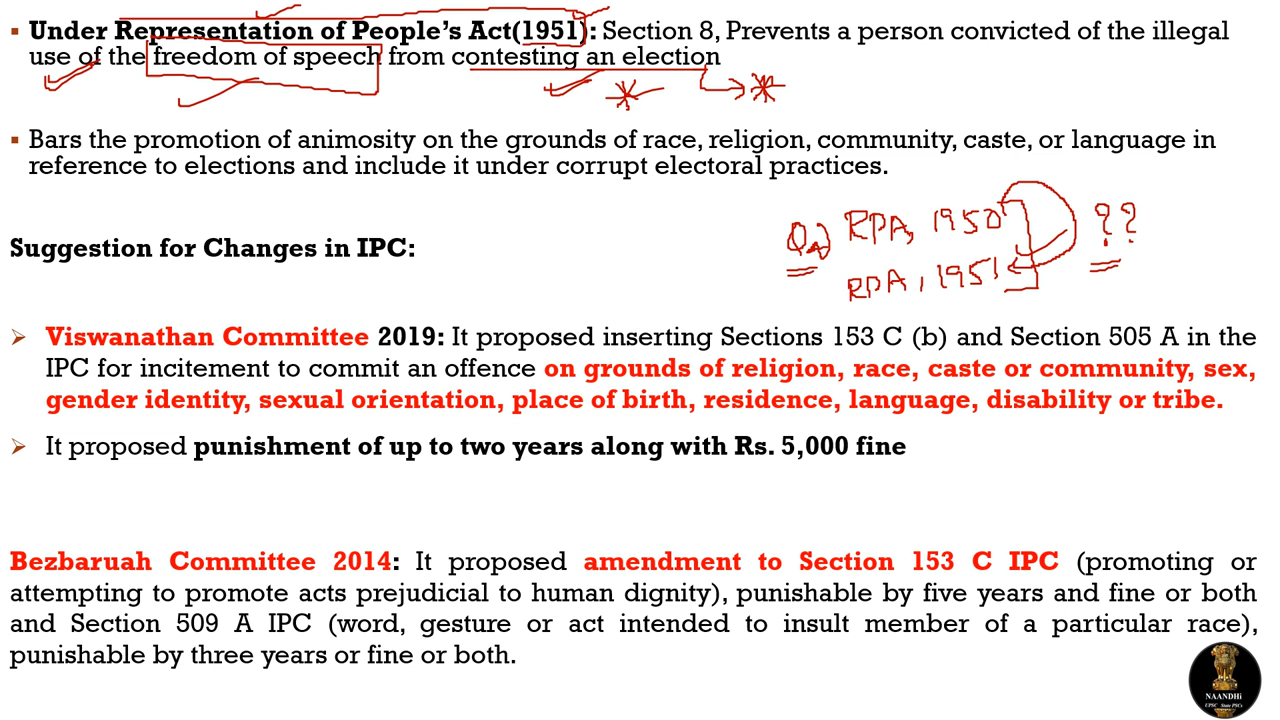 ▪ Under Representation of People's Act(1951): Section 8, Prevents a person convicted of the illegal
use of the freedom of speech from contesting an election
▪ Bars the promotion of animosity on the grounds of race, religion, community, caste, or language in
reference to elections and include it under corrupt electoral practices.
Q) RPA, 1950 ??
RPA, 1951
Suggestion for Changes in IPC:
➢ Viswanathan Committee 2019: It proposed inserting Sections 153 C (b) and Section 505 A in the
IPC for incitement to commit an offence on grounds of religion, race, caste or community, sex,
gender identity, sexual orientation, place of birth, residence, language, disability or tribe.
➢ It proposed punishment of up to two years along with Rs. 5,000 fine
Bezbaruah Committee 2014: It proposed amendment to Section 153 C IPC (promoting or
attempting to promote acts prejudicial to human dignity), punishable by five years and fine or both
and Section 509 A IPC (word, gesture or act intended to insult member of a particular race),
punishable by three years or fine or both.
NAANDHi
UPSC State PSCs